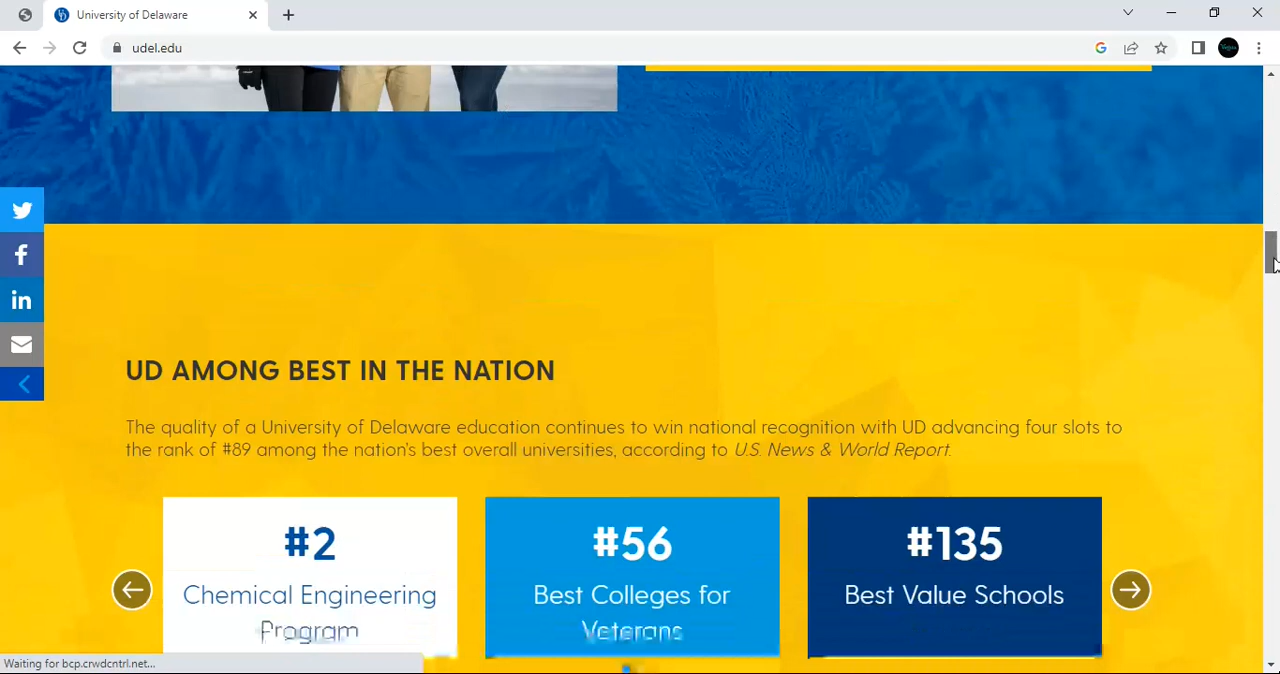 University of Delaware
udel.edu
UD AMONG BEST IN THE NATION
The quality of a University of Delaware education continues to win national recognition with UD advancing four slots to
the rank of #89 among the nation's best overall universities, according to U.S. News & World Report.
#2
Chemical Engineering
Program
#56
Best Colleges for
Veterans
#135
Best Value Schools
Waiting for bcp.crwdcntrl.net...